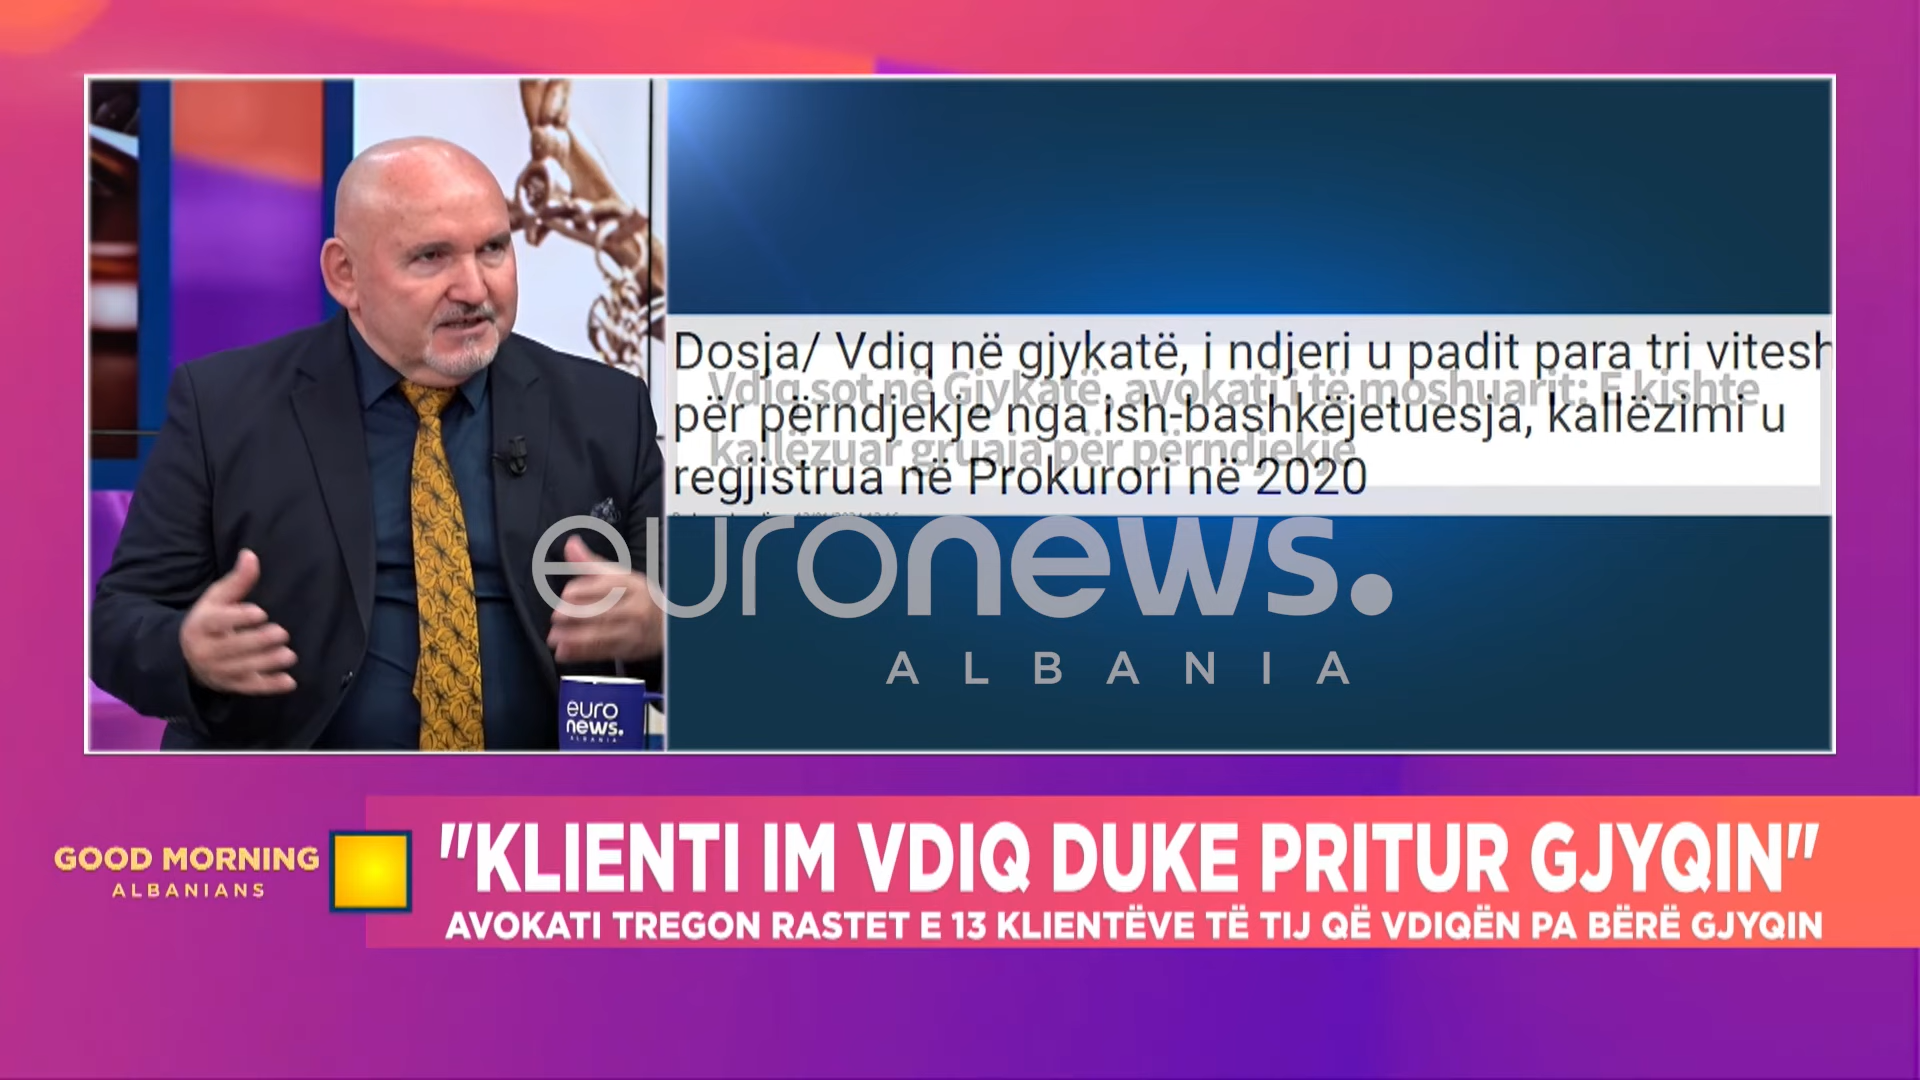 Dosja/ Vdiq në gjykatë, i ndjeri u padit para tri vitesh
për përndjekje nga ish-bashkëjetuesja, kallëzimi u
regjistrua në Prokurori në 2020
Vdiq sot në Gjykatë, avokati i të moshuarit: E kishte
kallëzuar gruaja për përndjekje
euronews.
ALBANIA
euro
news.
ALBANIA
GOOD MORNING
ALBANIANS
"KLIENTI IM VDIQ DUKE PRITUR GJYQIN"
AVOKATI TREGON RASTET E 13 KLIENTËVE TË TIJ QË VDIQËN PA BËRË GJYQIN